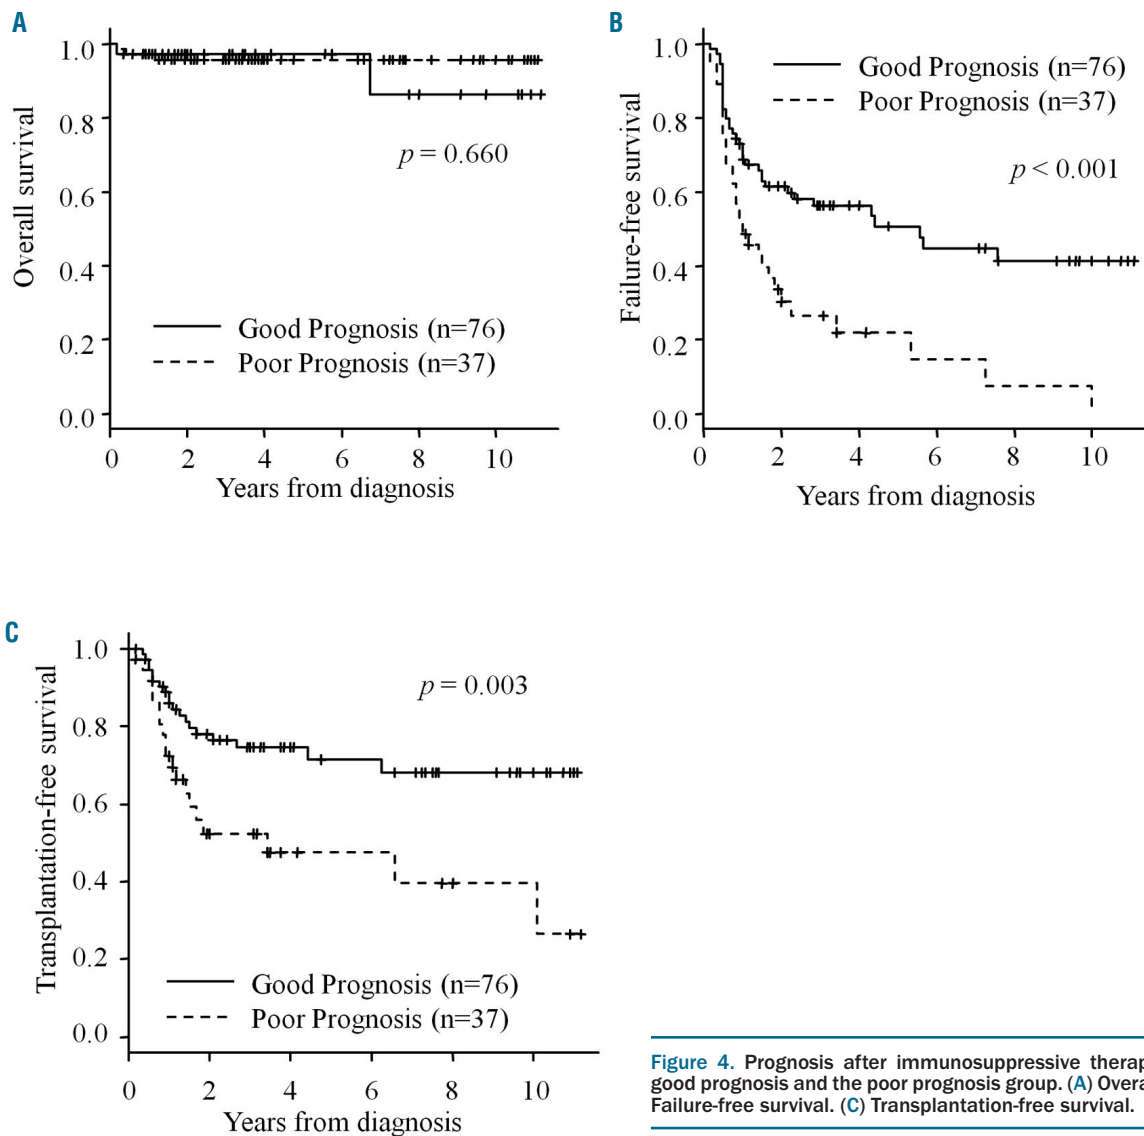 A
1.0
0.8
0.6
0.4
0.2
0.0
Overall survival
p = 0.660
Good Prognosis (n=76)
Poor Prognosis (n=37)
0 2 4 6 8 10
Years from diagnosis
B
1.0
0.8
0.6
0.4
0.2
0.0
Failure-free survival
Good Prognosis (n=76)
Poor Prognosis (n=37)
p < 0.001
0 2 4 6 8 10
Years from diagnosis
C
1.0
0.8
0.6
0.4
0.2
0.0
Transplantation-free survival
p = 0.003
Good Prognosis (n=76)
Poor Prognosis (n=37)
0 2 4 6 8 10
Years from diagnosis
Figure 4. Prognosis after immunosuppressive therap
good prognosis and the poor prognosis group. (A) Overa
Failure-free survival. (C) Transplantation-free survival.